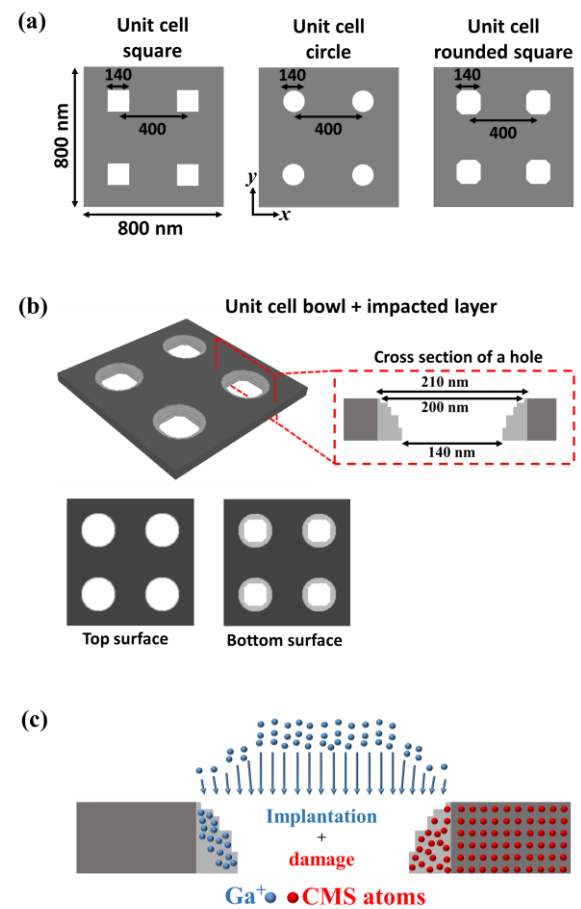 (a)
Unit cell
square
Unit cell
circle
Unit cell
rounded square
140
400
800 nm
800 nm
140
400
y
x
140
400
(b)
Unit cell bowl + impacted layer
Cross section of a hole
210 nm
200 nm
140 nm
Top surface
Bottom surface
(c)
Implantation
+
damage
Ga+ CMS atoms